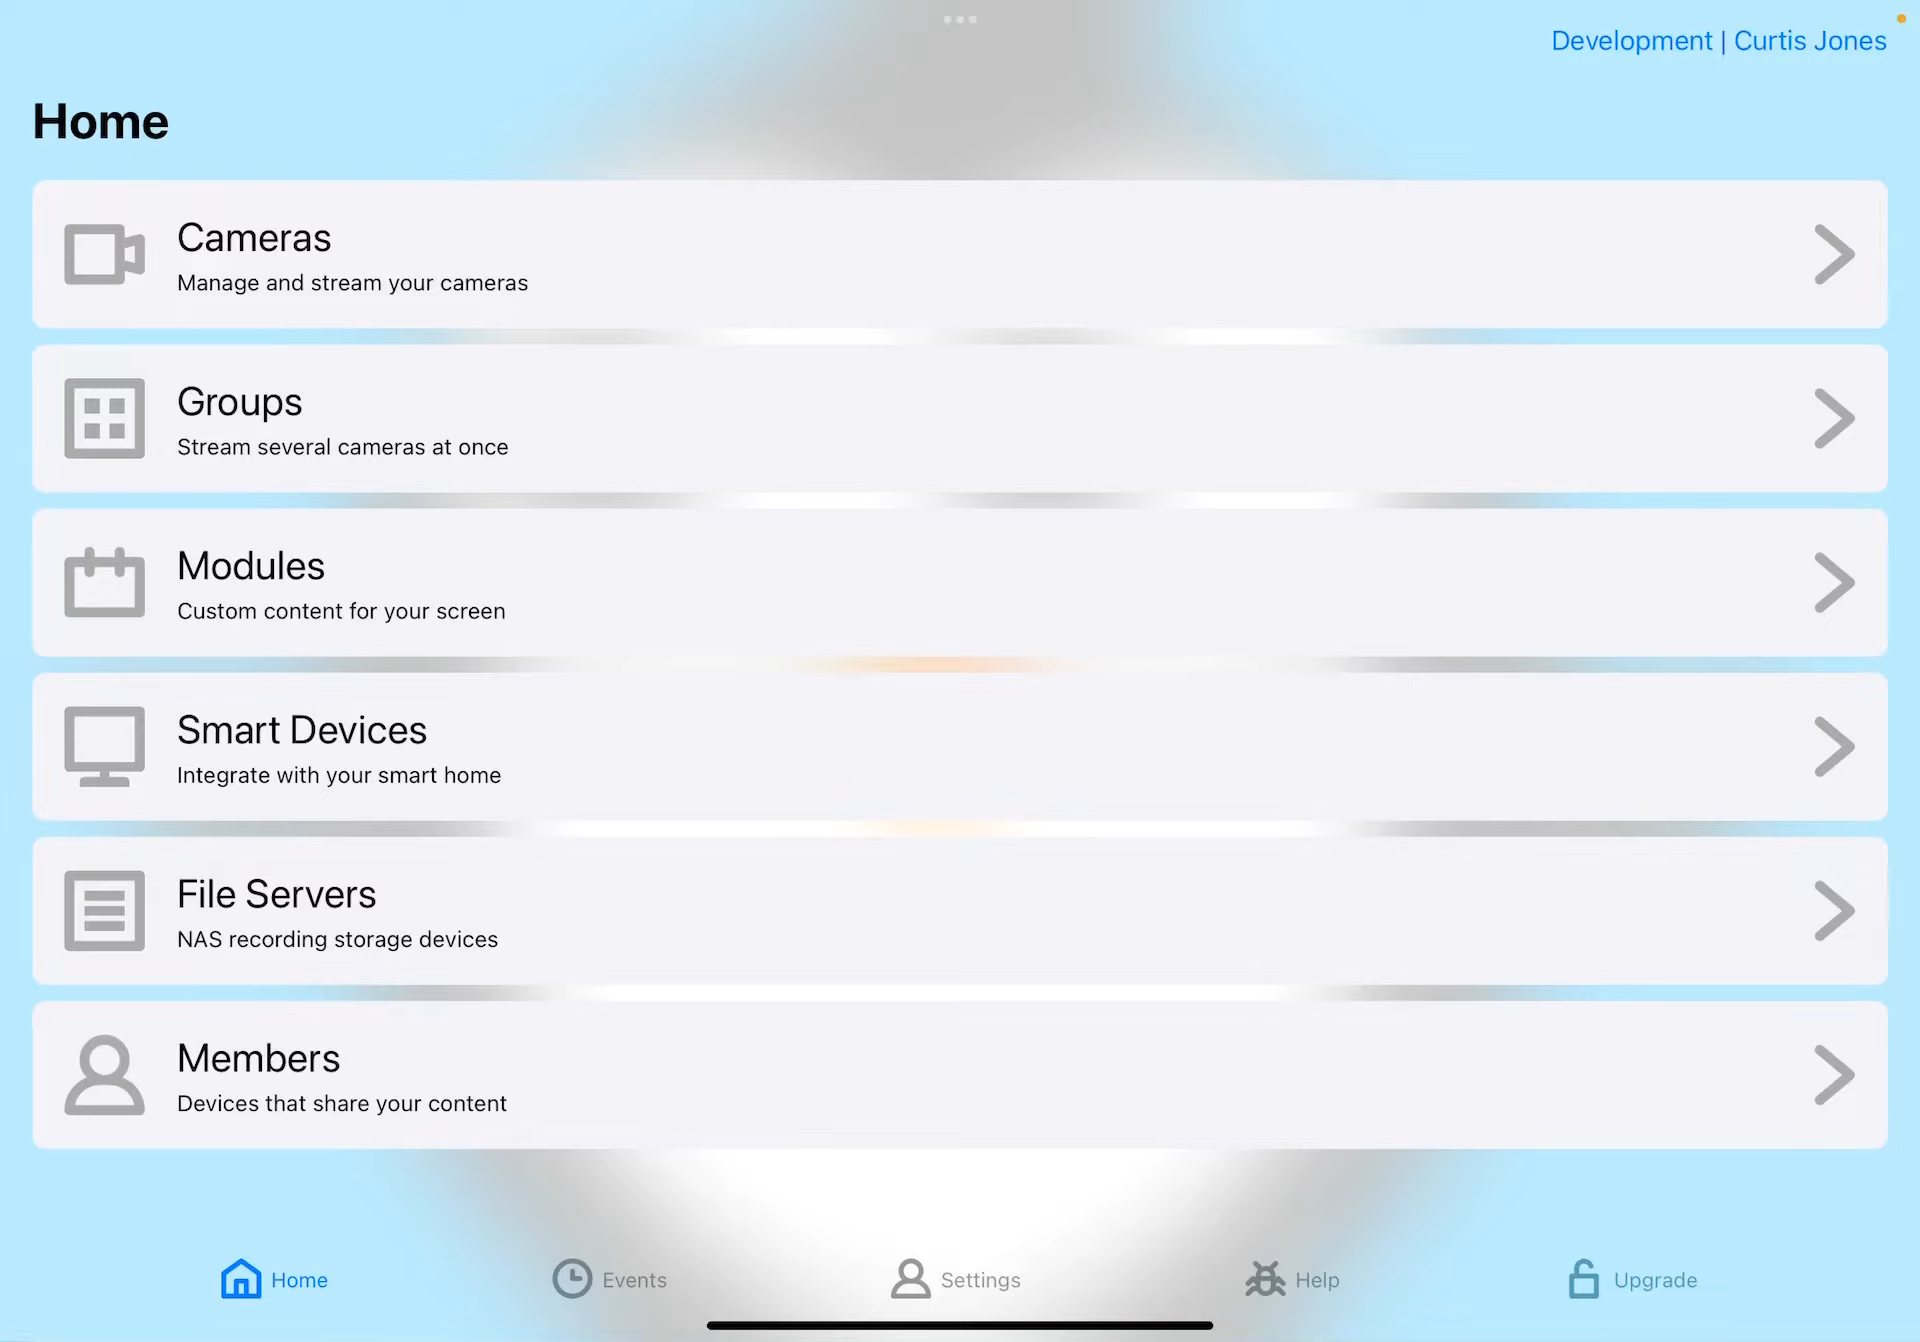 Development | Curtis Jones
Home
Cameras
Manage and stream your cameras
Groups
Stream several cameras at once
Modules
Custom content for your screen
Smart Devices
Integrate with your smart home
File Servers
NAS recording storage devices
Members
Devices that share your content
Home
Events
Settings
Help
Upgrade